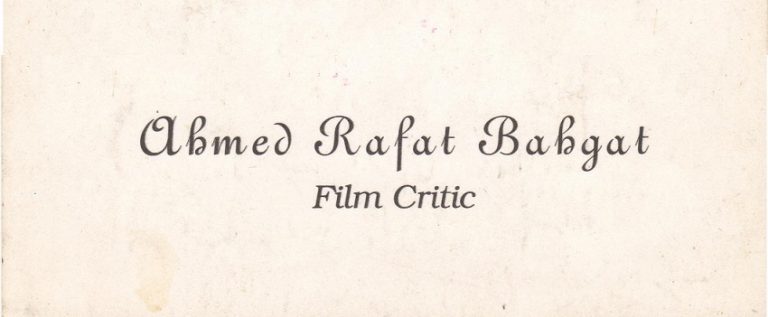 Ahmed Rafat Bahgat
Film Critic